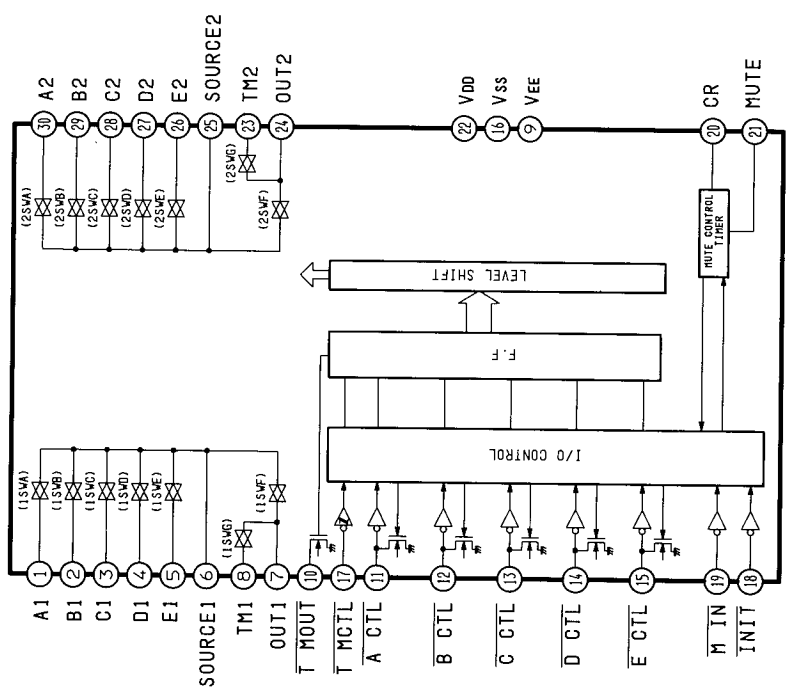 A1
B1
C1
D1
E1
SOURCE1
TM1
OUT1
T MOUT
T MCTL
A CTL
B CTL
C CTL
D CTL
E CTL
M IN
INIT
1
2
3
4
5
6
8
7
10
17
11
12
13
14
15
19
18
(1SWA)
(1SWB)
(1SWC)
(1SWD)
(1SWE)
(1SWG)
(1SWF)
I/O CONTROL
F.F
LEVEL SHIFT
MUTE CONTROL
TIMER
(2SWA)
(2SWB)
(2SWC)
(2SWD)
(2SWE)
(2SWG)
(2SWF)
30
29
28
27
26
25
23
24
22
16
9
20
21
A2
B2
C2
D2
E2
SOURCE2
TM2
OUT2
VDD
VSS
VEE
CR
MUTE